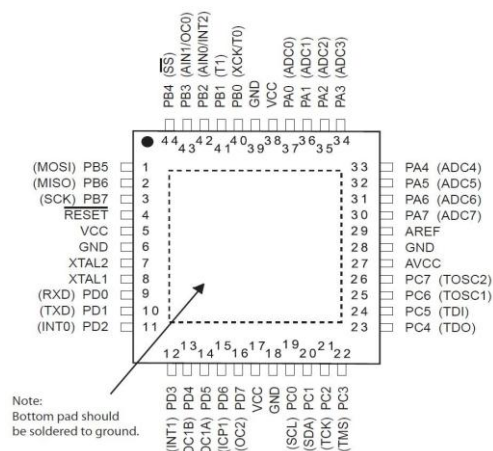 PB4 (SS)
PB3 (AIN1/OC0)
PB2 (AIN0/INT2)
PB1 (T1)
PB0 (XCK/T0)
GND
VCC
PA0 (ADC0)
PA1 (ADC1)
PA2 (ADC2)
PA3 (ADC3)
44 43 42 41 40 39 38 37 36 35 34
(MOSI) PB5 1
(MISO) PB6 2
(SCK) PB7 3
RESET 4
VCC 5
GND 6
XTAL2 7
XTAL1 8
(RXD) PD0 9
(TXD) PD1 10
(INT0) PD2 11
33 PA4 (ADC4)
32 PA5 (ADC5)
31 PA6 (ADC6)
30 PA7 (ADC7)
29 AREF
28 GND
27 AVCC
26 PC7 (TOSC2)
25 PC6 (TOSC1)
24 PC5 (TDI)
23 PC4 (TDO)
12 13 14 15 16 17 18 19 20 21 22
(INT1) PD3
OC1B) PD4
OC1A) PD5
(ICP1) PD6
(OC2) PD7
VCC
GND
(SCL) PC0
(SDA) PC1
(TCK) PC2
(TMS) PC3
Note:
Bottom pad should
be soldered to ground.